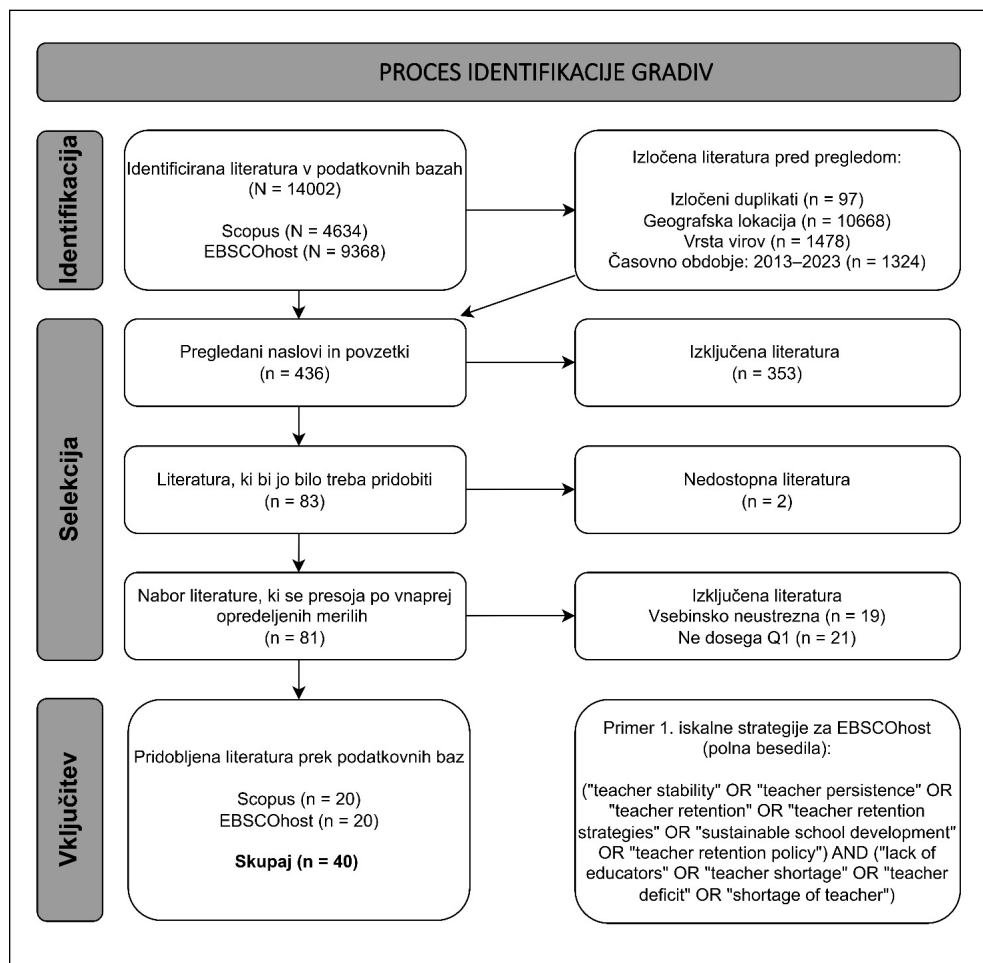 PROCES IDENTIFIKACIJE GRADIV
Identifikacija
Identificirana literatura v podatkovnih bazah
(N = 14002)
Scopus (N = 4634)
EBSCOhost (N = 9368)
Izločena literatura pred pregledom:
Izločeni duplikati (n = 97)
Geografska lokacija (n = 10668)
Vrsta virov (n = 1478)
Časovno obdobje: 2013–2023 (n = 1324)
Selekcija
Pregledani naslovi in povzetki
(n = 436)
Izključena literatura
(n = 353)
Literatura, ki bi jo bilo treba pridobiti
(n = 83)
Nedostopna literatura
(n = 2)
Nabor literature, ki se presoja po vnaprej
opredeljenih merilih
(n = 81)
Izključena literatura
Vsebinsko neustrezna (n = 19)
Ne dosega Q1 (n = 21)
Vključitev
Pridobljena literatura prek podatkovnih baz
Scopus (n = 20)
EBSCOhost (n = 20)
Skupaj (n = 40)
Primer 1. iskalne strategije za EBSCOhost
(polna besedila):
("teacher stability" OR "teacher persistence" OR
"teacher retention" OR "teacher retention
strategies" OR "sustainable school development"
OR "teacher retention policy") AND ("lack of
educators" OR "teacher shortage" OR "teacher
deficit" OR "shortage of teacher")